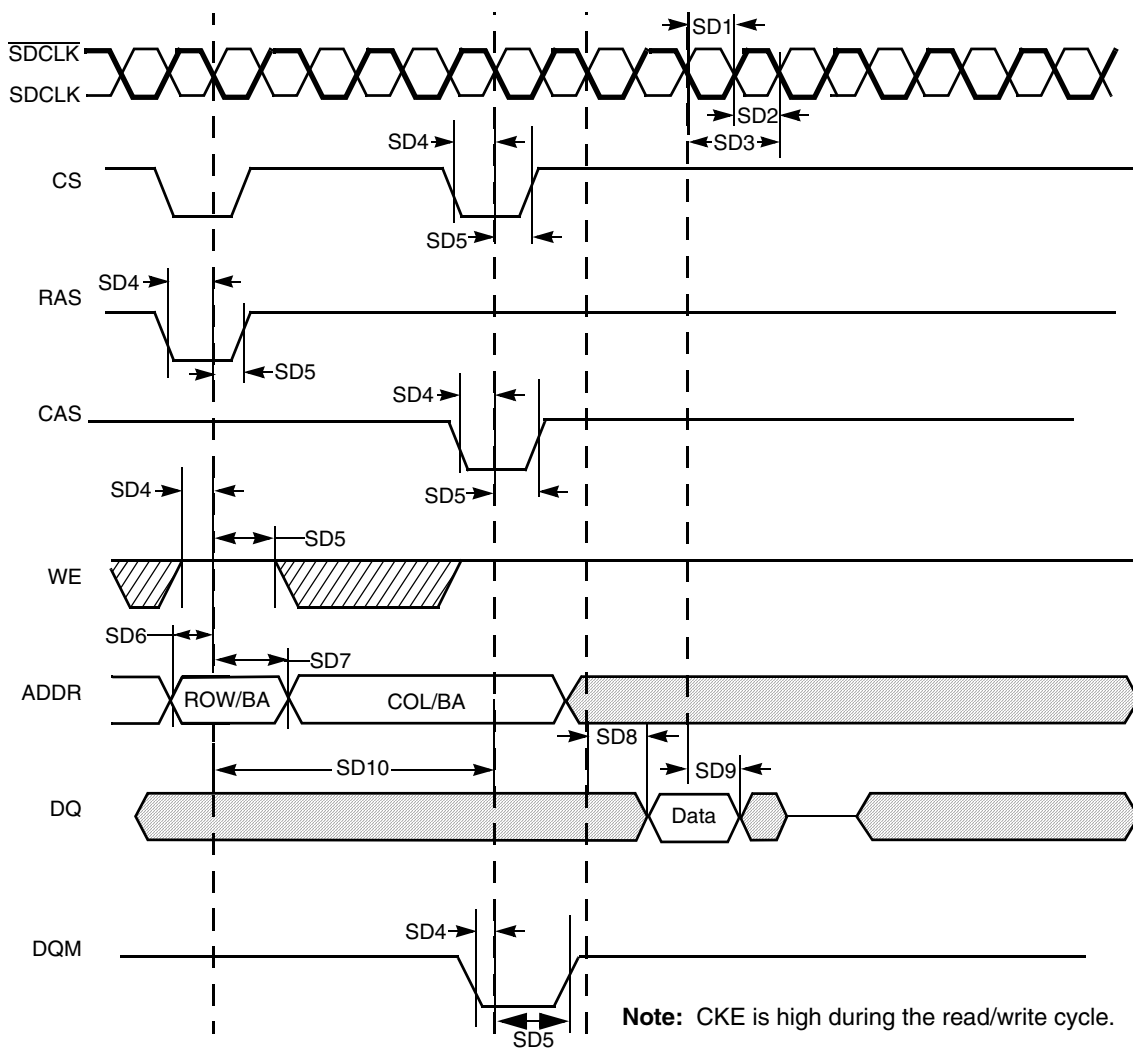 SD1
SDCLK
SDCLK
SD2
SD4
SD3
CS
SD5
SD4
RAS
SD5
SD4
CAS
SD4
SD5
SD5
WE
SD6
SD7
ADDR
ROW/BA
COL/BA
SD8
SD10
SD9
DQ
Data
SD4
DQM
Note: CKE is high during the read/write cycle.
SD5